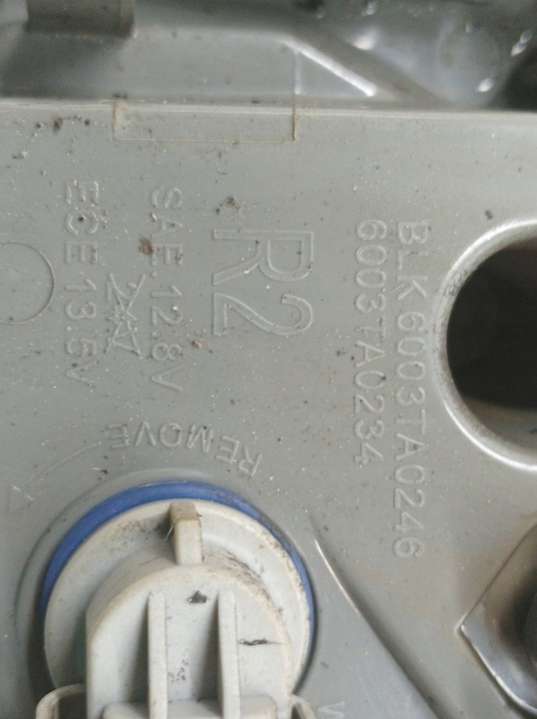 BLK 6003TA0246
6003TA0234
R2
SAE. 12.8V
ECE 13.5V
REMOVE